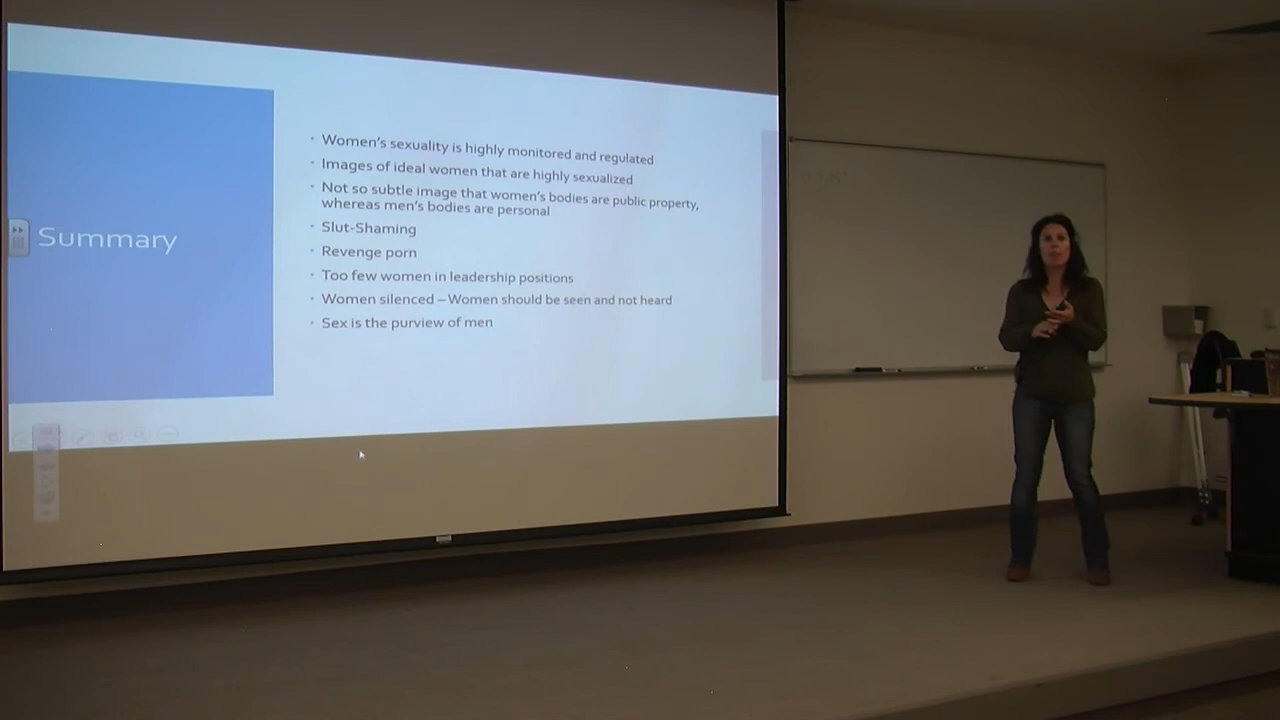 Summary
Women's sexuality is highly monitored and regulated
Images of ideal women that are highly sexualized
Not so subtle image that women's bodies are public property,
whereas men's bodies are personal
Slut-Shaming
Revenge porn
Too few women in leadership positions
Women silenced – Women should be seen and not heard
Sex is the purview of men